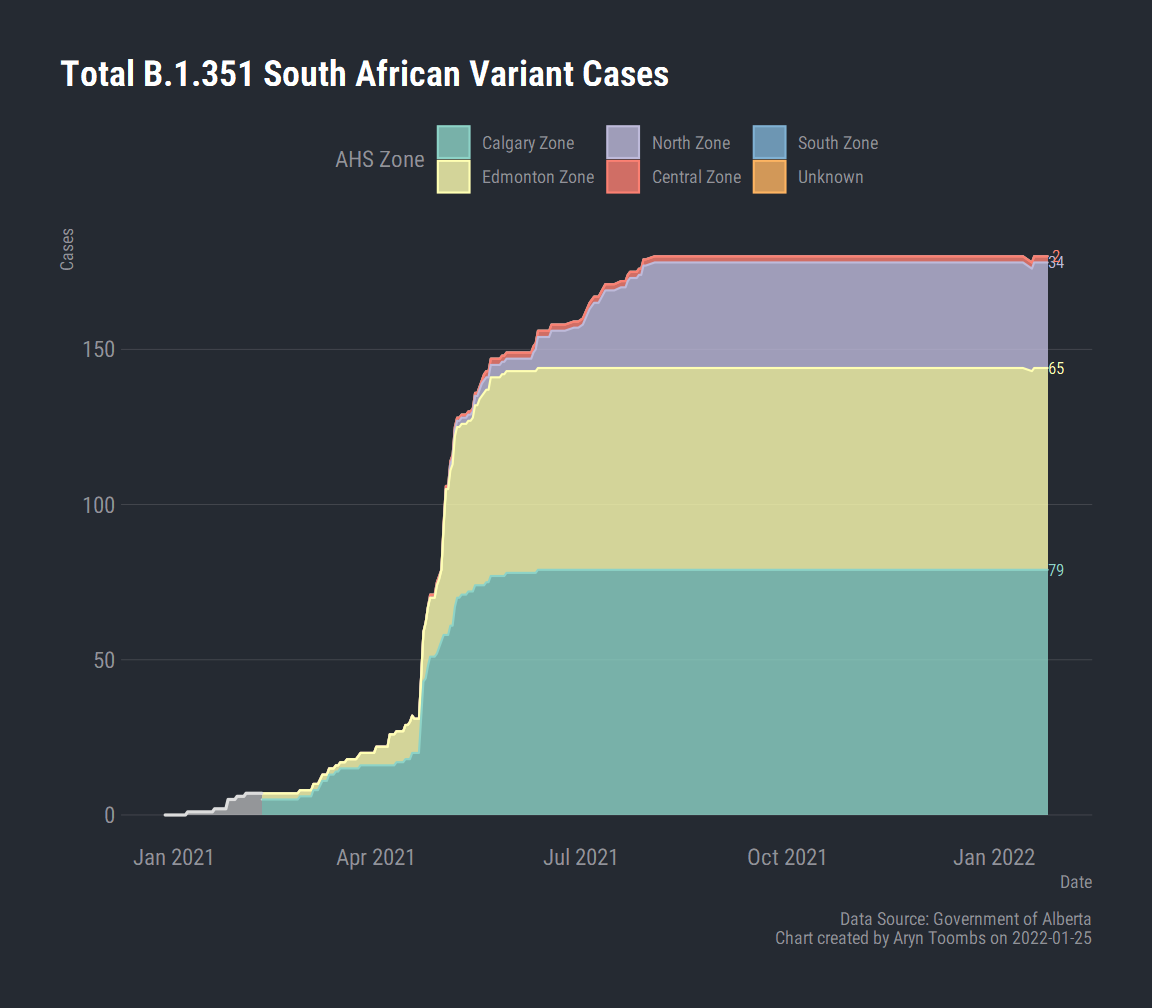 Total B.1.351 South African Variant Cases
AHS Zone
Calgary Zone North Zone South Zone
Edmonton Zone Central Zone Unknown
Cases
2
34
150
65
100
79
50
0
Jan 2021 Apr 2021 Jul 2021 Oct 2021 Jan 2022
Date
Data Source: Government of Alberta
Chart created by Aryn Toombs on 2022-01-25